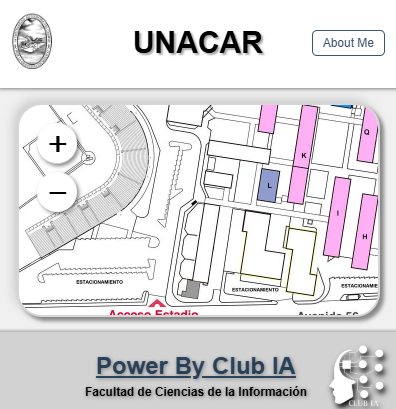 UNACAR
About Me
+
−
Q
K
L
I
H
ESTACIONAMIENTO
ESTACIONAMIENTO
ESTACIONAMIEN
Acceso Estadio
Avenida 56
Power By Club IA
Facultad de Ciencias de la Información
CLUB IA